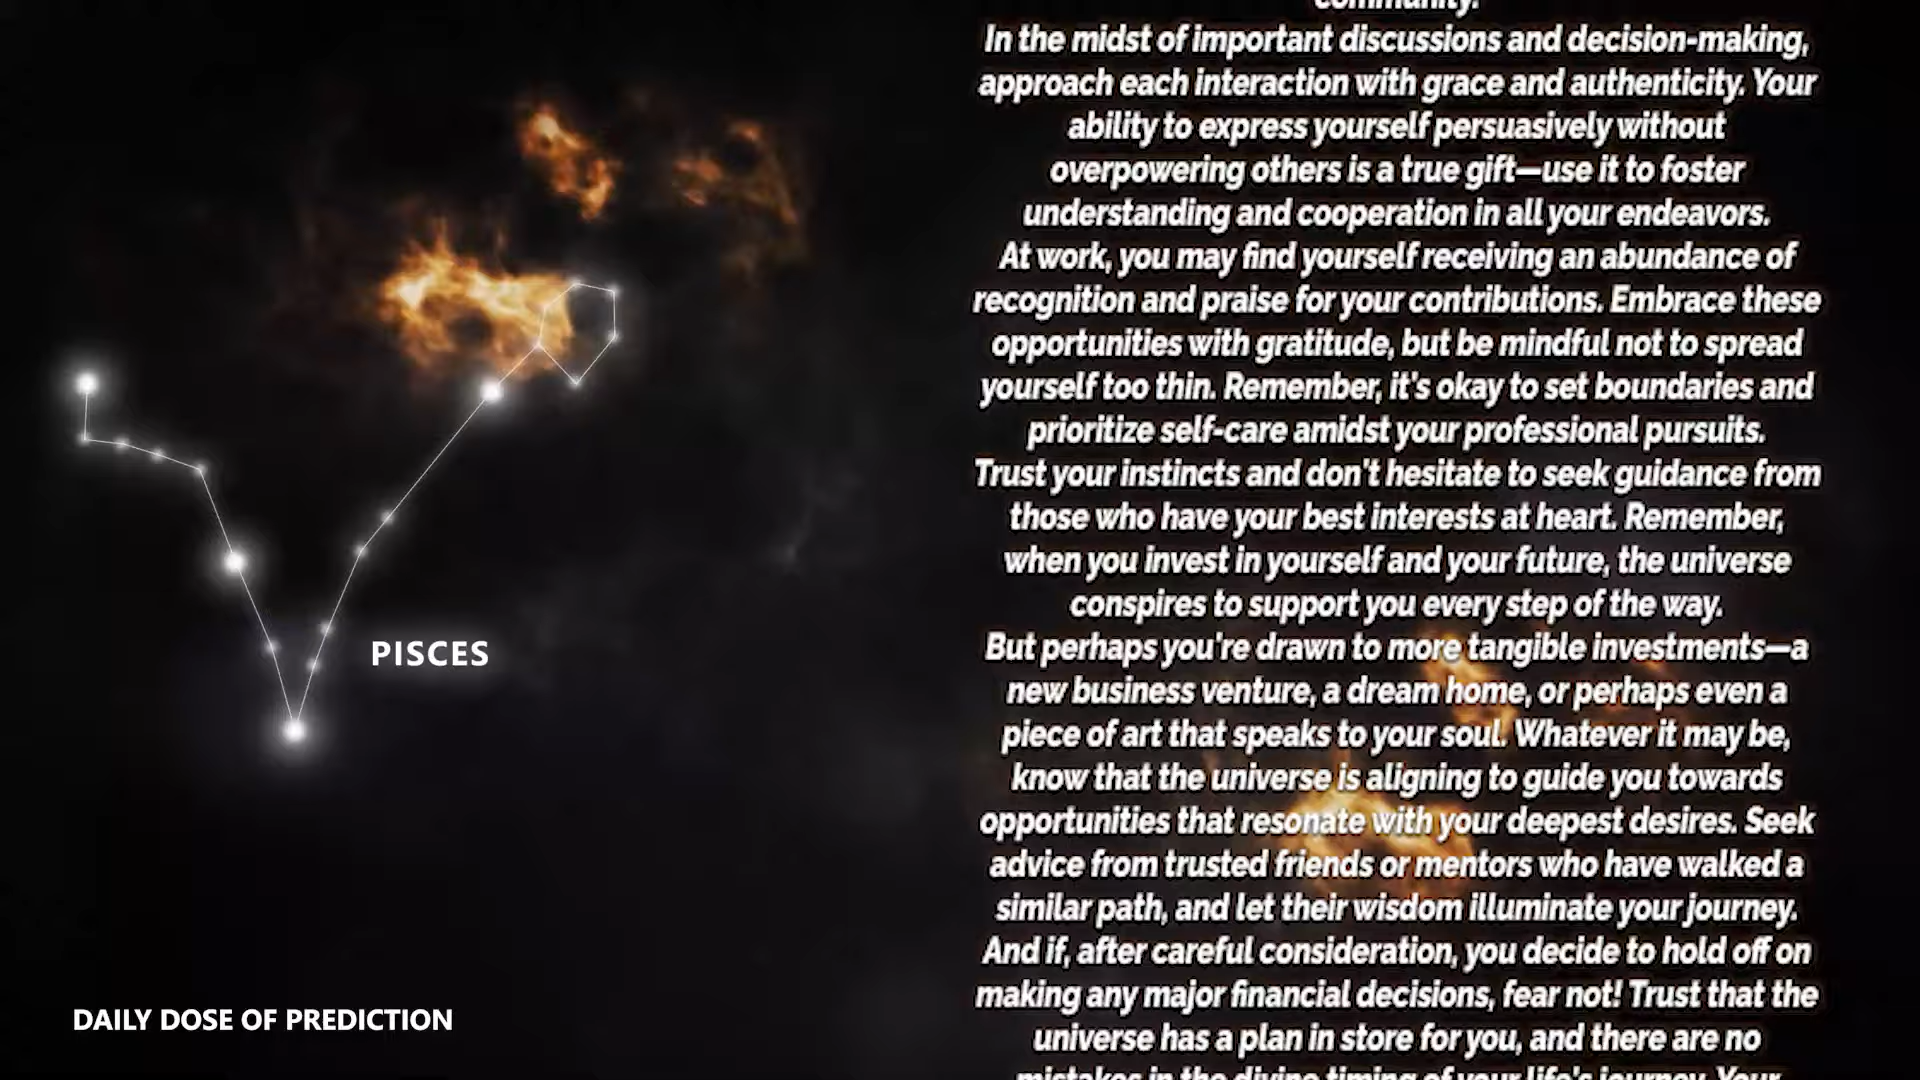 community.
In the midst of important discussions and decision-making,
approach each interaction with grace and authenticity. Your
ability to express yourself persuasively without
overpowering others is a true gift—use it to foster
understanding and cooperation in all your endeavors.
At work, you may find yourself receiving an abundance of
recognition and praise for your contributions. Embrace these
opportunities with gratitude, but be mindful not to spread
yourself too thin. Remember, it's okay to set boundaries and
prioritize self-care amidst your professional pursuits.
Trust your instincts and don't hesitate to seek guidance from
those who have your best interests at heart. Remember,
when you invest in yourself and your future, the universe
conspires to support you every step of the way.
But perhaps you're drawn to more tangible investments—a
new business venture, a dream home, or perhaps even a
piece of art that speaks to your soul. Whatever it may be,
know that the universe is aligning to guide you towards
opportunities that resonate with your deepest desires. Seek
advice from trusted friends or mentors who have walked a
similar path, and let their wisdom illuminate your journey.
And if, after careful consideration, you decide to hold off on
making any major financial decisions, fear not! Trust that the
universe has a plan in store for you, and there are no
mistakes in the divine timing of your life's journey. Your
PISCES
DAILY DOSE OF PREDICTION